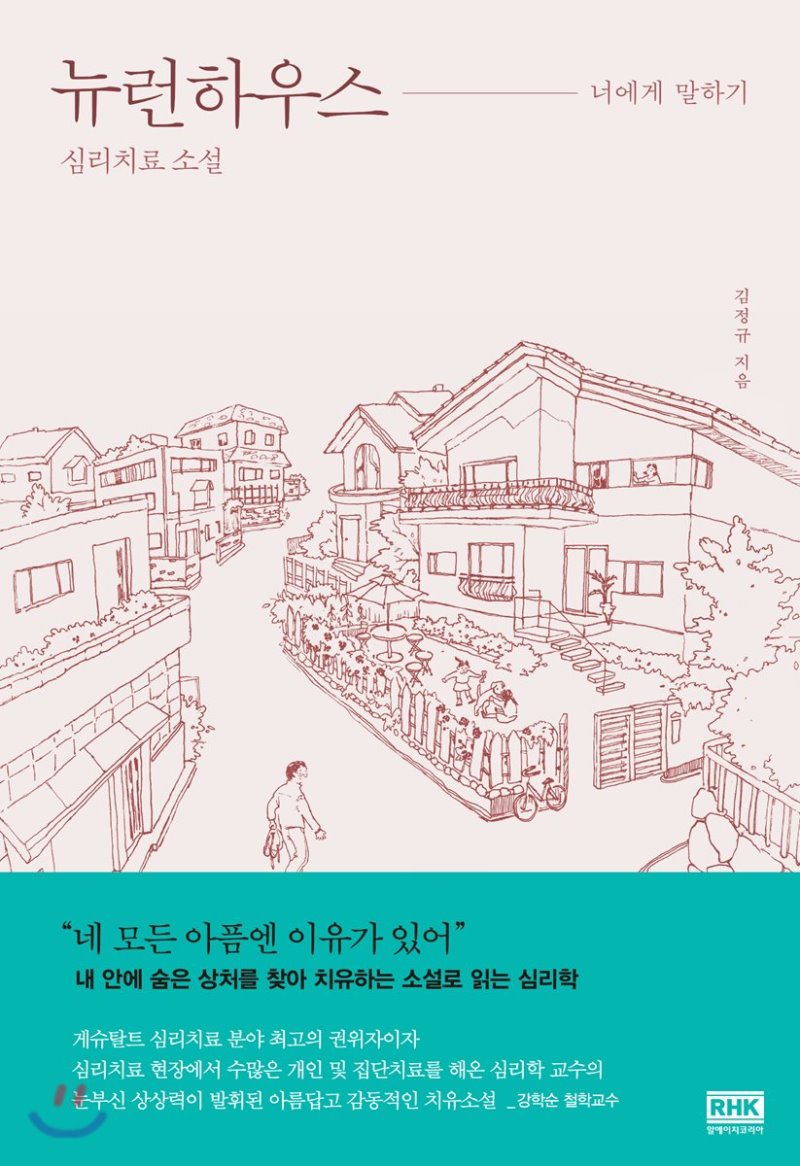 뉴런하우스
너에게 말하기
심리치료 소설
김정규 지음
“네 모든 아픔엔 이유가 있어”
내 안에 숨은 상처를 찾아 치유하는 소설로 읽는 심리학
게슈탈트 심리치료 분야 최고의 권위자이자
심리치료 현장에서 수많은 개인 및 집단치료를 해온 심리학 교수의
눈부신 상상력이 발휘된 아름답고 감동적인 치유소설 _강학순 철학교수
RHK
알에이치코리아